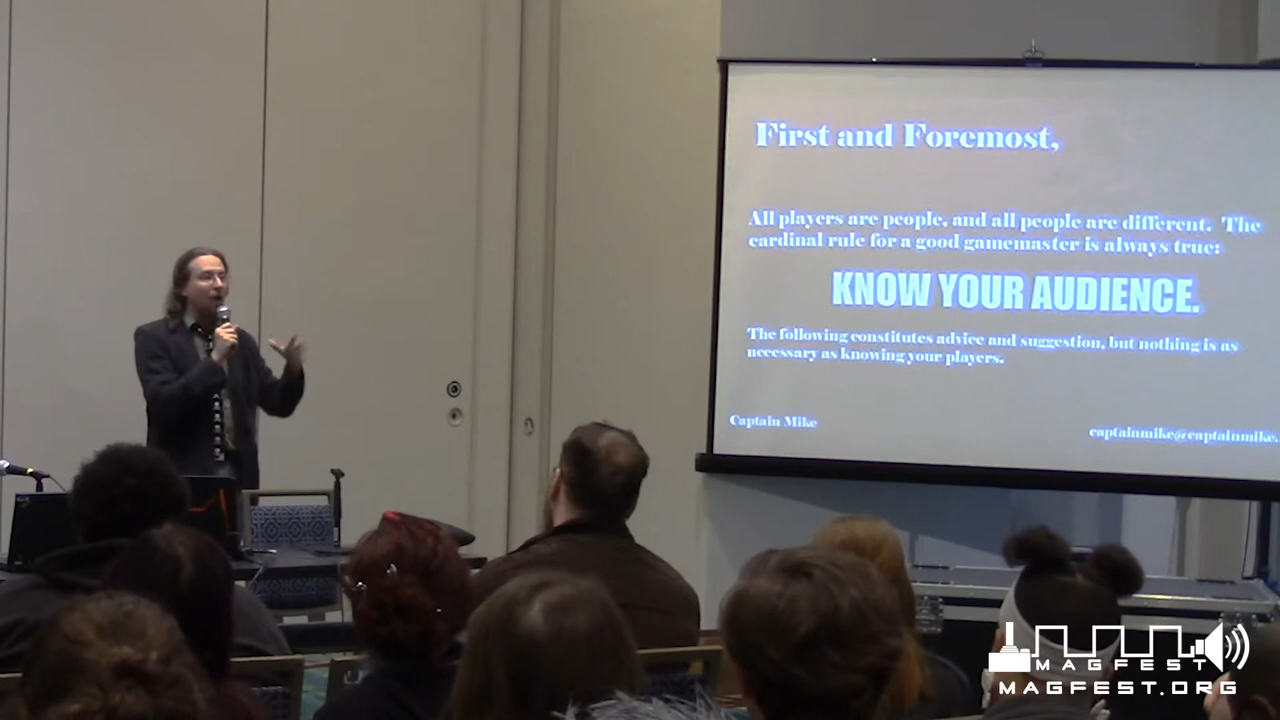 First and Foremost,
All players are people, and all people are different. The
cardinal rule for a good gamemaster is always true:
KNOW YOUR AUDIENCE.
The following constitutes advice and suggestion, but nothing is as
necessary as knowing your players.
Captain Mike
captainmike@captainmike.
MAGFEST
MAGFEST.ORG